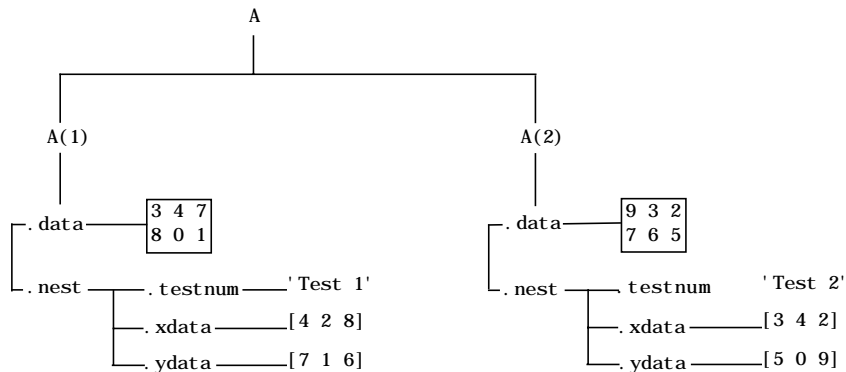 A
A(1) A(2)
.data 3 4 7 .data 9 3 2
8 0 1 7 6 5
.nest .testnum 'Test 1' .nest .testnum 'Test 2'
.xdata [4 2 8] .xdata [3 4 2]
.ydata [7 1 6] .ydata [5 0 9]